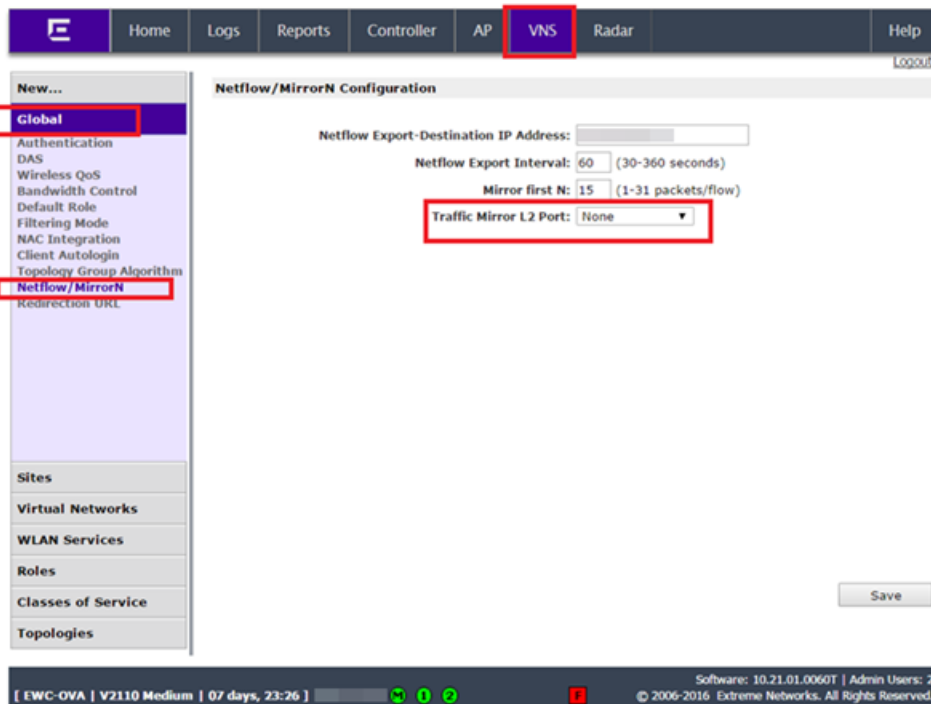 E Home Logs Reports Controller AP VNS Radar Help
Logout
New...
Global
Authentication
DAS
Wireless QoS
Bandwidth Control
Default Role
Filtering Mode
NAC Integration
Client Autologin
Topology Group Algorithm
Netflow/MirrorN
Redirection URL
Sites
Virtual Networks
WLAN Services
Roles
Classes of Service
Topologies
Netflow/MirrorN Configuration
Netflow Export-Destination IP Address:
Netflow Export Interval: 60 (30-360 seconds)
Mirror first N: 15 (1-31 packets/flow)
Traffic Mirror L2 Port: None
Save
[ EWC-OVA | V2110 Medium | 07 days, 23:26 ] M 1 2 F
Software: 10.21.01.0060T | Admin Users: 2
© 2006-2016 Extreme Networks. All Rights Reserved.